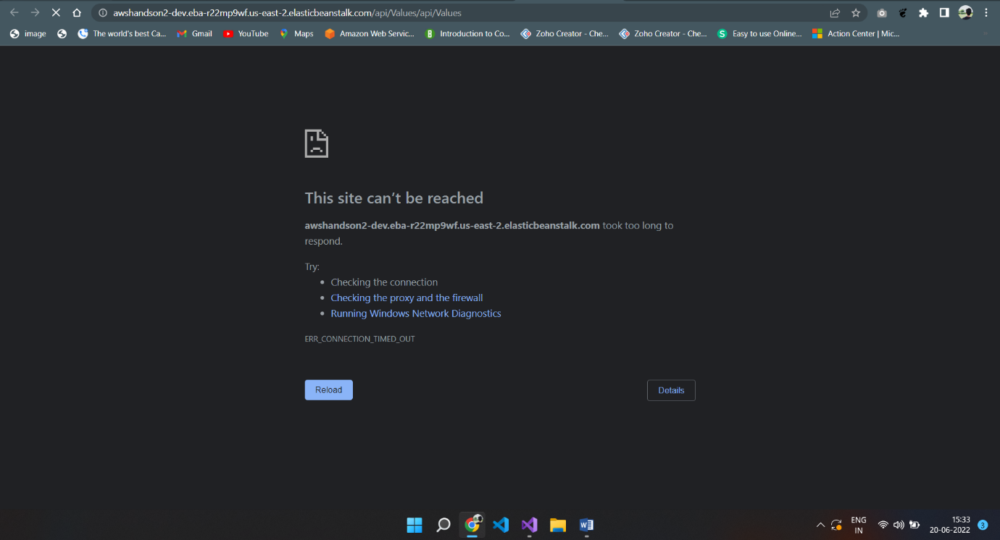 awshandson2-dev.eba-r22mp9wf.us-east-2.elasticbeanstalk.com/api/Values/api/Values
image The world's best Ca... Gmail YouTube Maps Amazon Web Servic... B Introduction to Co... Zoho Creator - Che... Zoho Creator - Che... S Easy to use Online... Action Center | Mic...
This site can't be reached
awshandson2-dev.eba-r22mp9wf.us-east-2.elasticbeanstalk.com took too long to
respond.
Try:
• Checking the connection
• Checking the proxy and the firewall
• Running Windows Network Diagnostics
ERR_CONNECTION_TIMED_OUT
Reload Details
ENG 15:33
IN 20-06-2022 3